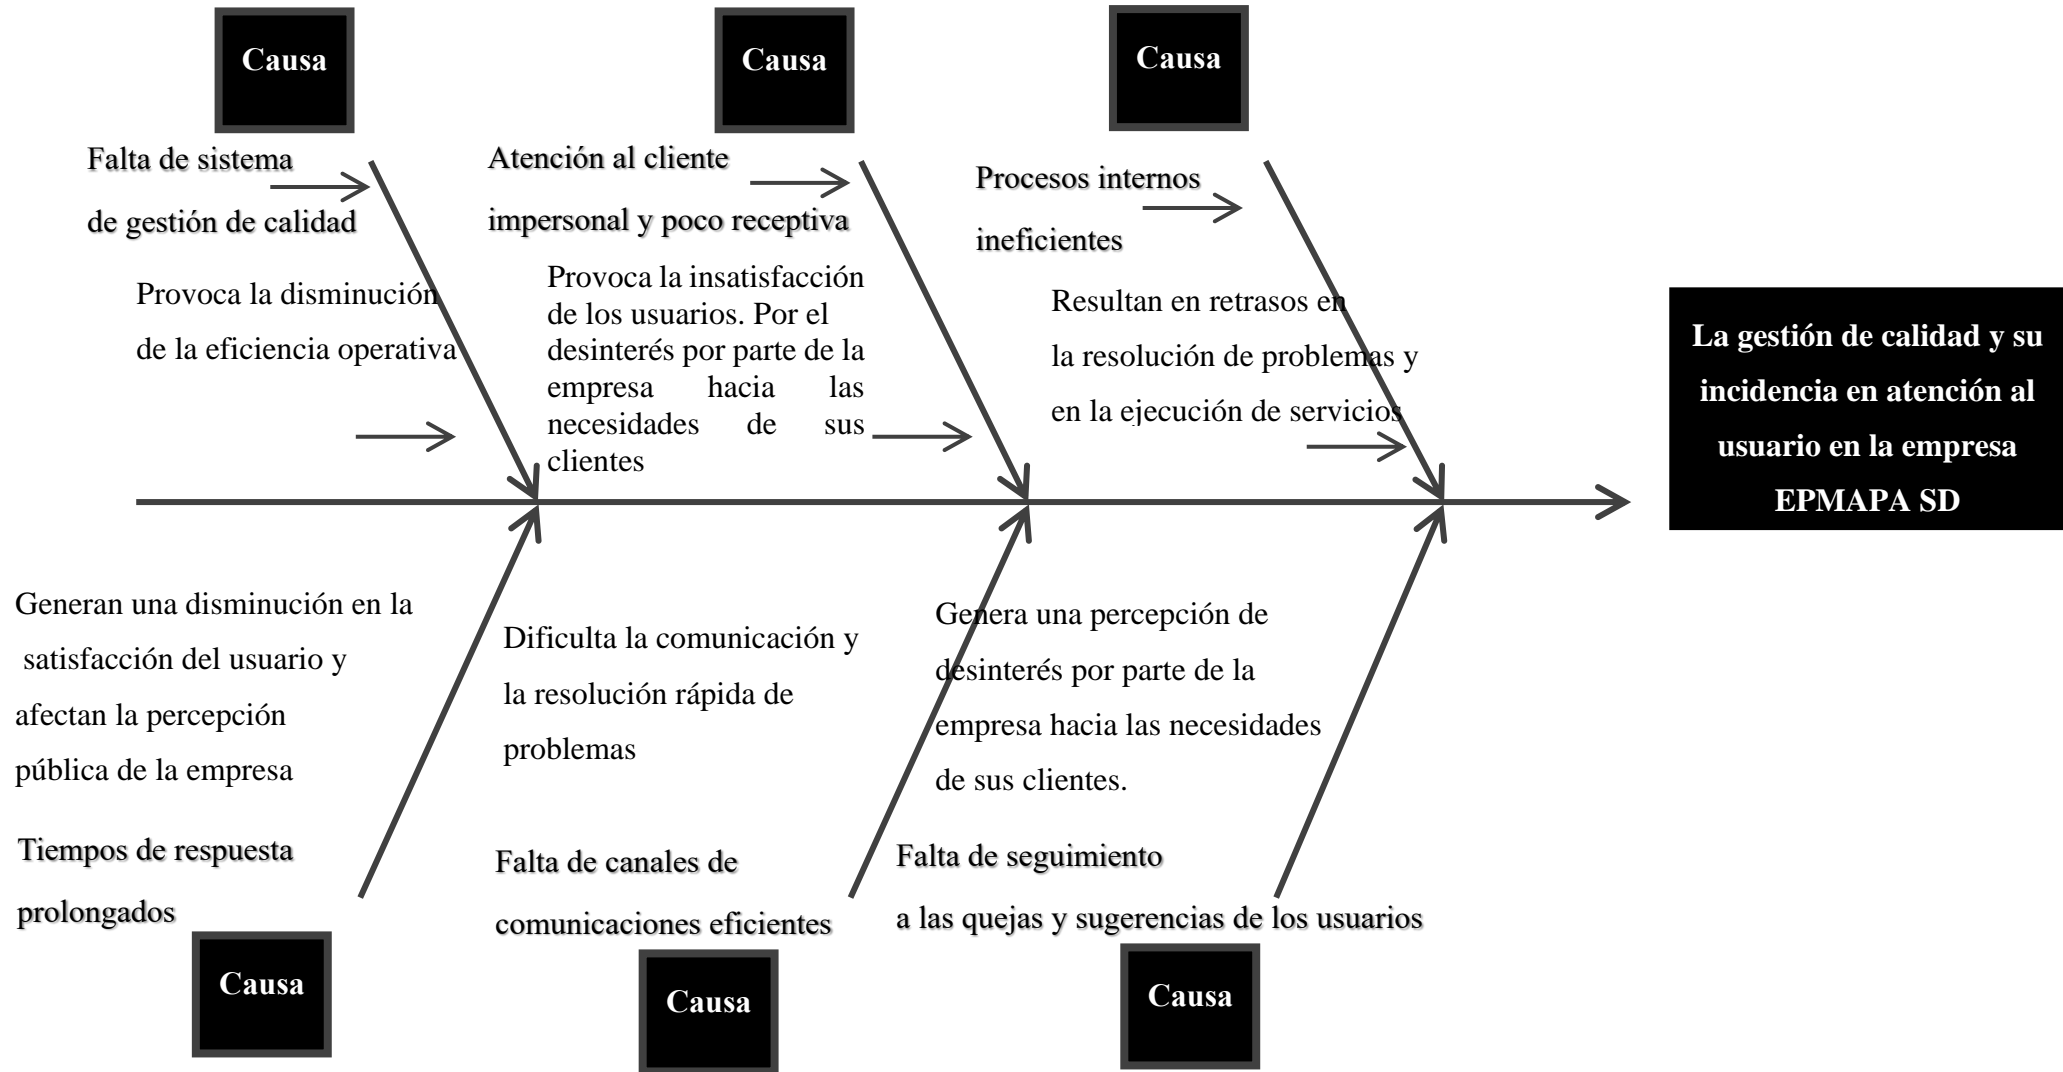 Causa
Causa
Causa
Falta de sistema
de gestión de calidad
Atención al cliente
impersonal y poco receptiva
Procesos internos
ineficientes
Provoca la disminución
de la eficiencia operativa
Provoca la insatisfacción
de los usuarios. Por el
desinterés por parte de la
empresa hacia las
necesidades de sus
clientes
Resultan en retrasos en
la resolución de problemas y
en la ejecución de servicios
La gestión de calidad y su
incidencia en atención al
usuario en la empresa
EPMAPA SD
Generan una disminución en la
satisfacción del usuario y
afectan la percepción
pública de la empresa
Dificulta la comunicación y
la resolución rápida de
problemas
Genera una percepción de
desinterés por parte de la
empresa hacia las necesidades
de sus clientes.
Tiempos de respuesta
prolongados
Falta de canales de
comunicaciones eficientes
Falta de seguimiento
a las quejas y sugerencias de los usuarios
Causa
Causa
Causa